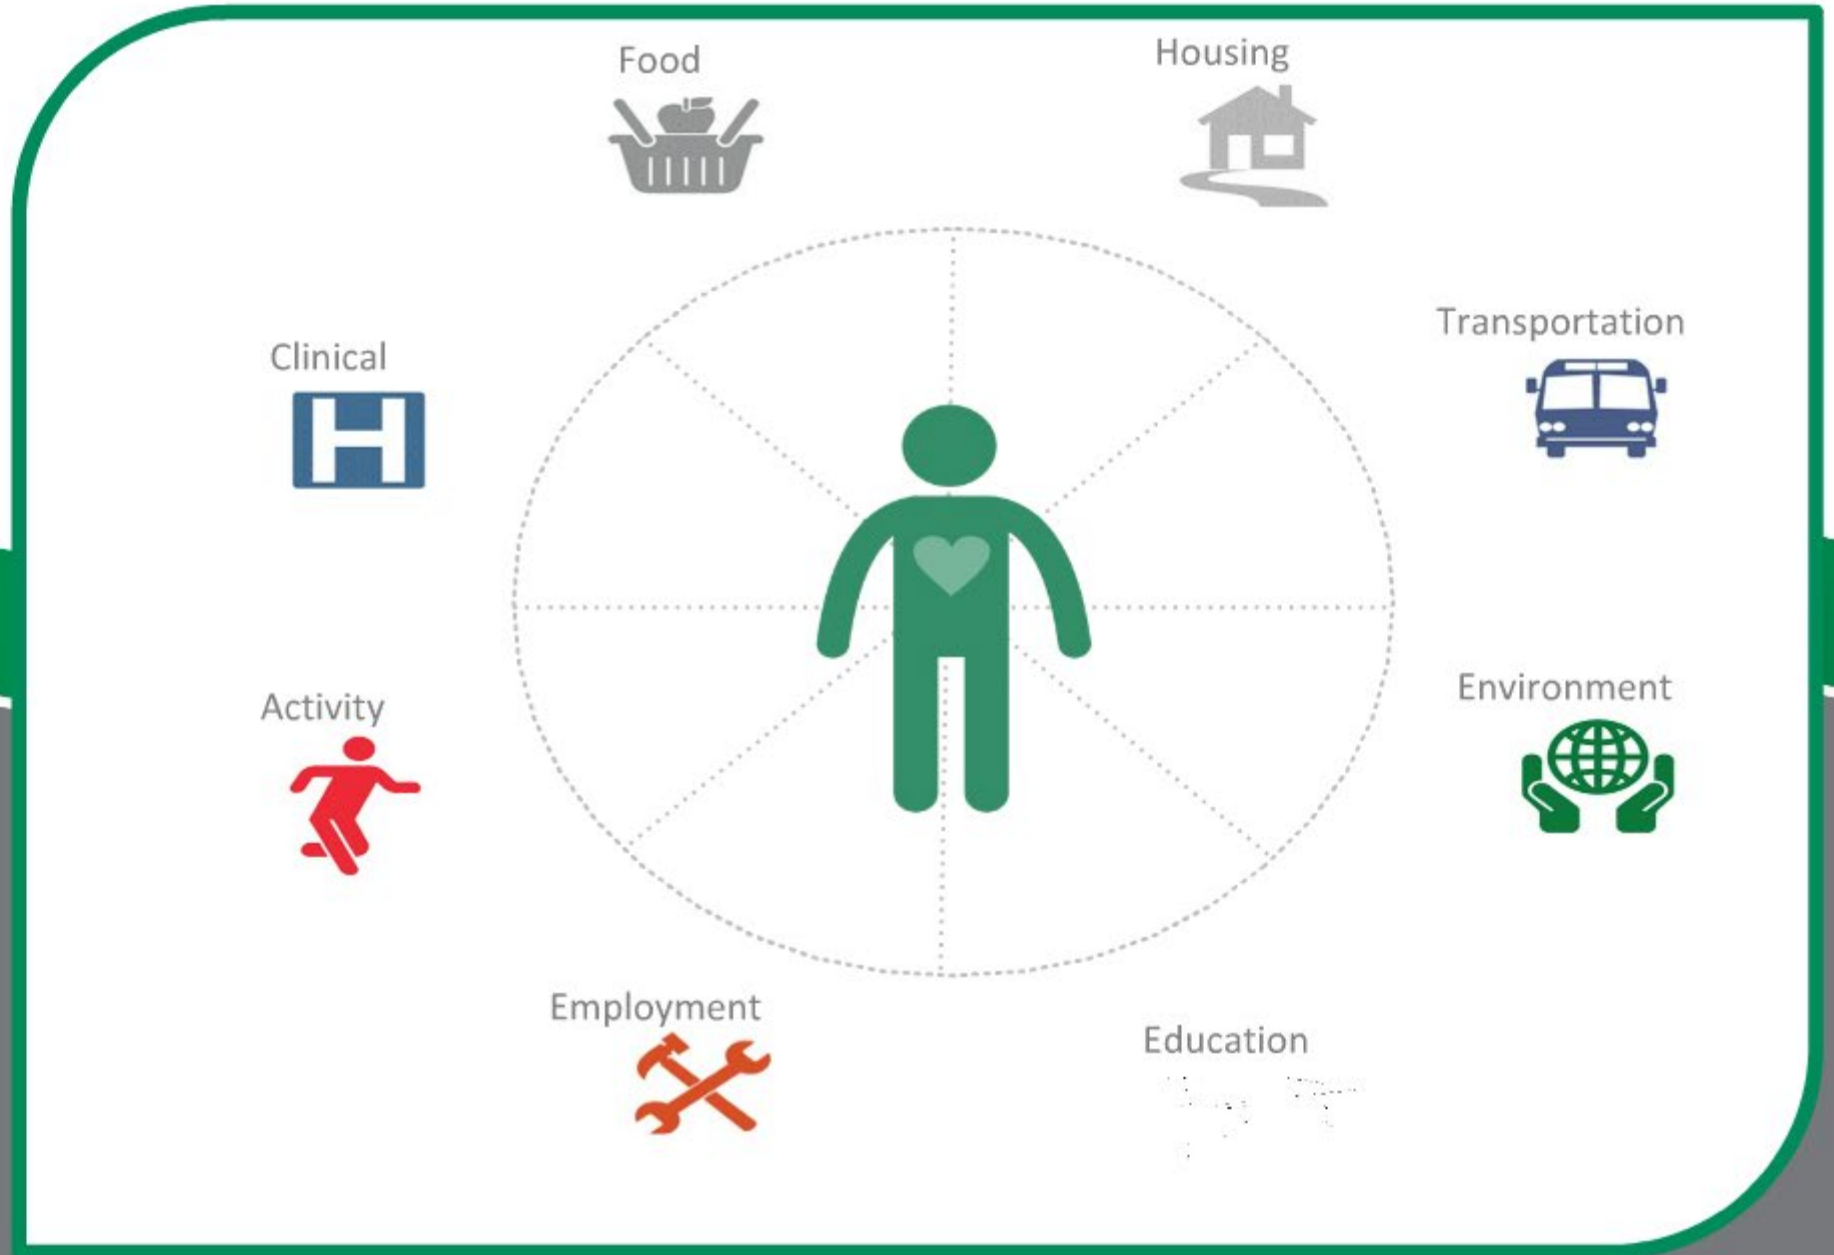 Food
Housing
Transportation
Clinical
H
Environment
Activity
Employment
Education